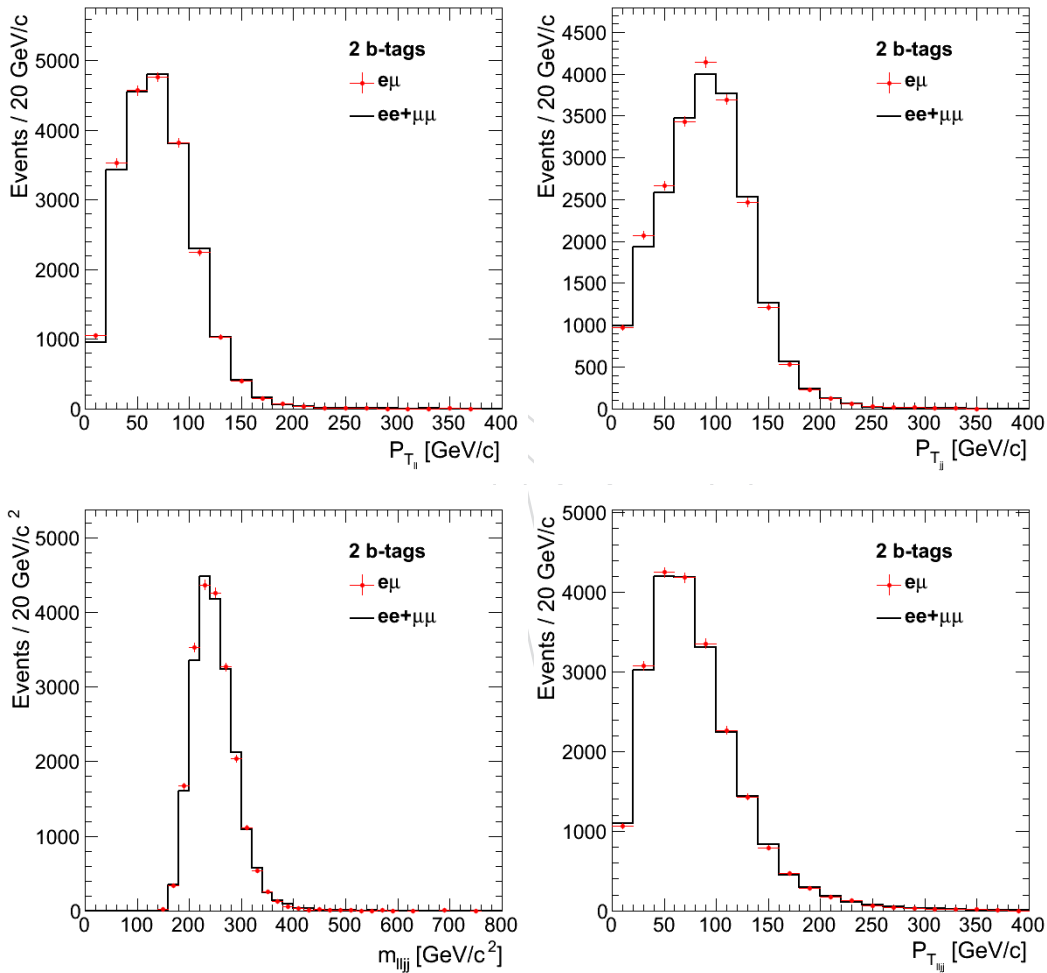 Events / 20 GeV/c
5000
4000
3000
2000
1000
0
2 b-tags
eμ
ee+μμ
0 50 100 150 200 250 300 350 400
P_T_ll [GeV/c]
Events / 20 GeV/c
4500
4000
3500
3000
2500
2000
1500
1000
500
0
2 b-tags
eμ
ee+μμ
0 50 100 150 200 250 300 350 400
P_T_jj [GeV/c]
Events / 20 GeV/c²
5000
4000
3000
2000
1000
0
2 b-tags
eμ
ee+μμ
0 100 200 300 400 500 600 700 800
m_lljj [GeV/c²]
Events / 20 GeV/c
5000
4000
3000
2000
1000
0
2 b-tags
eμ
ee+μμ
0 50 100 150 200 250 300 350 400
P_T_lljj [GeV/c]